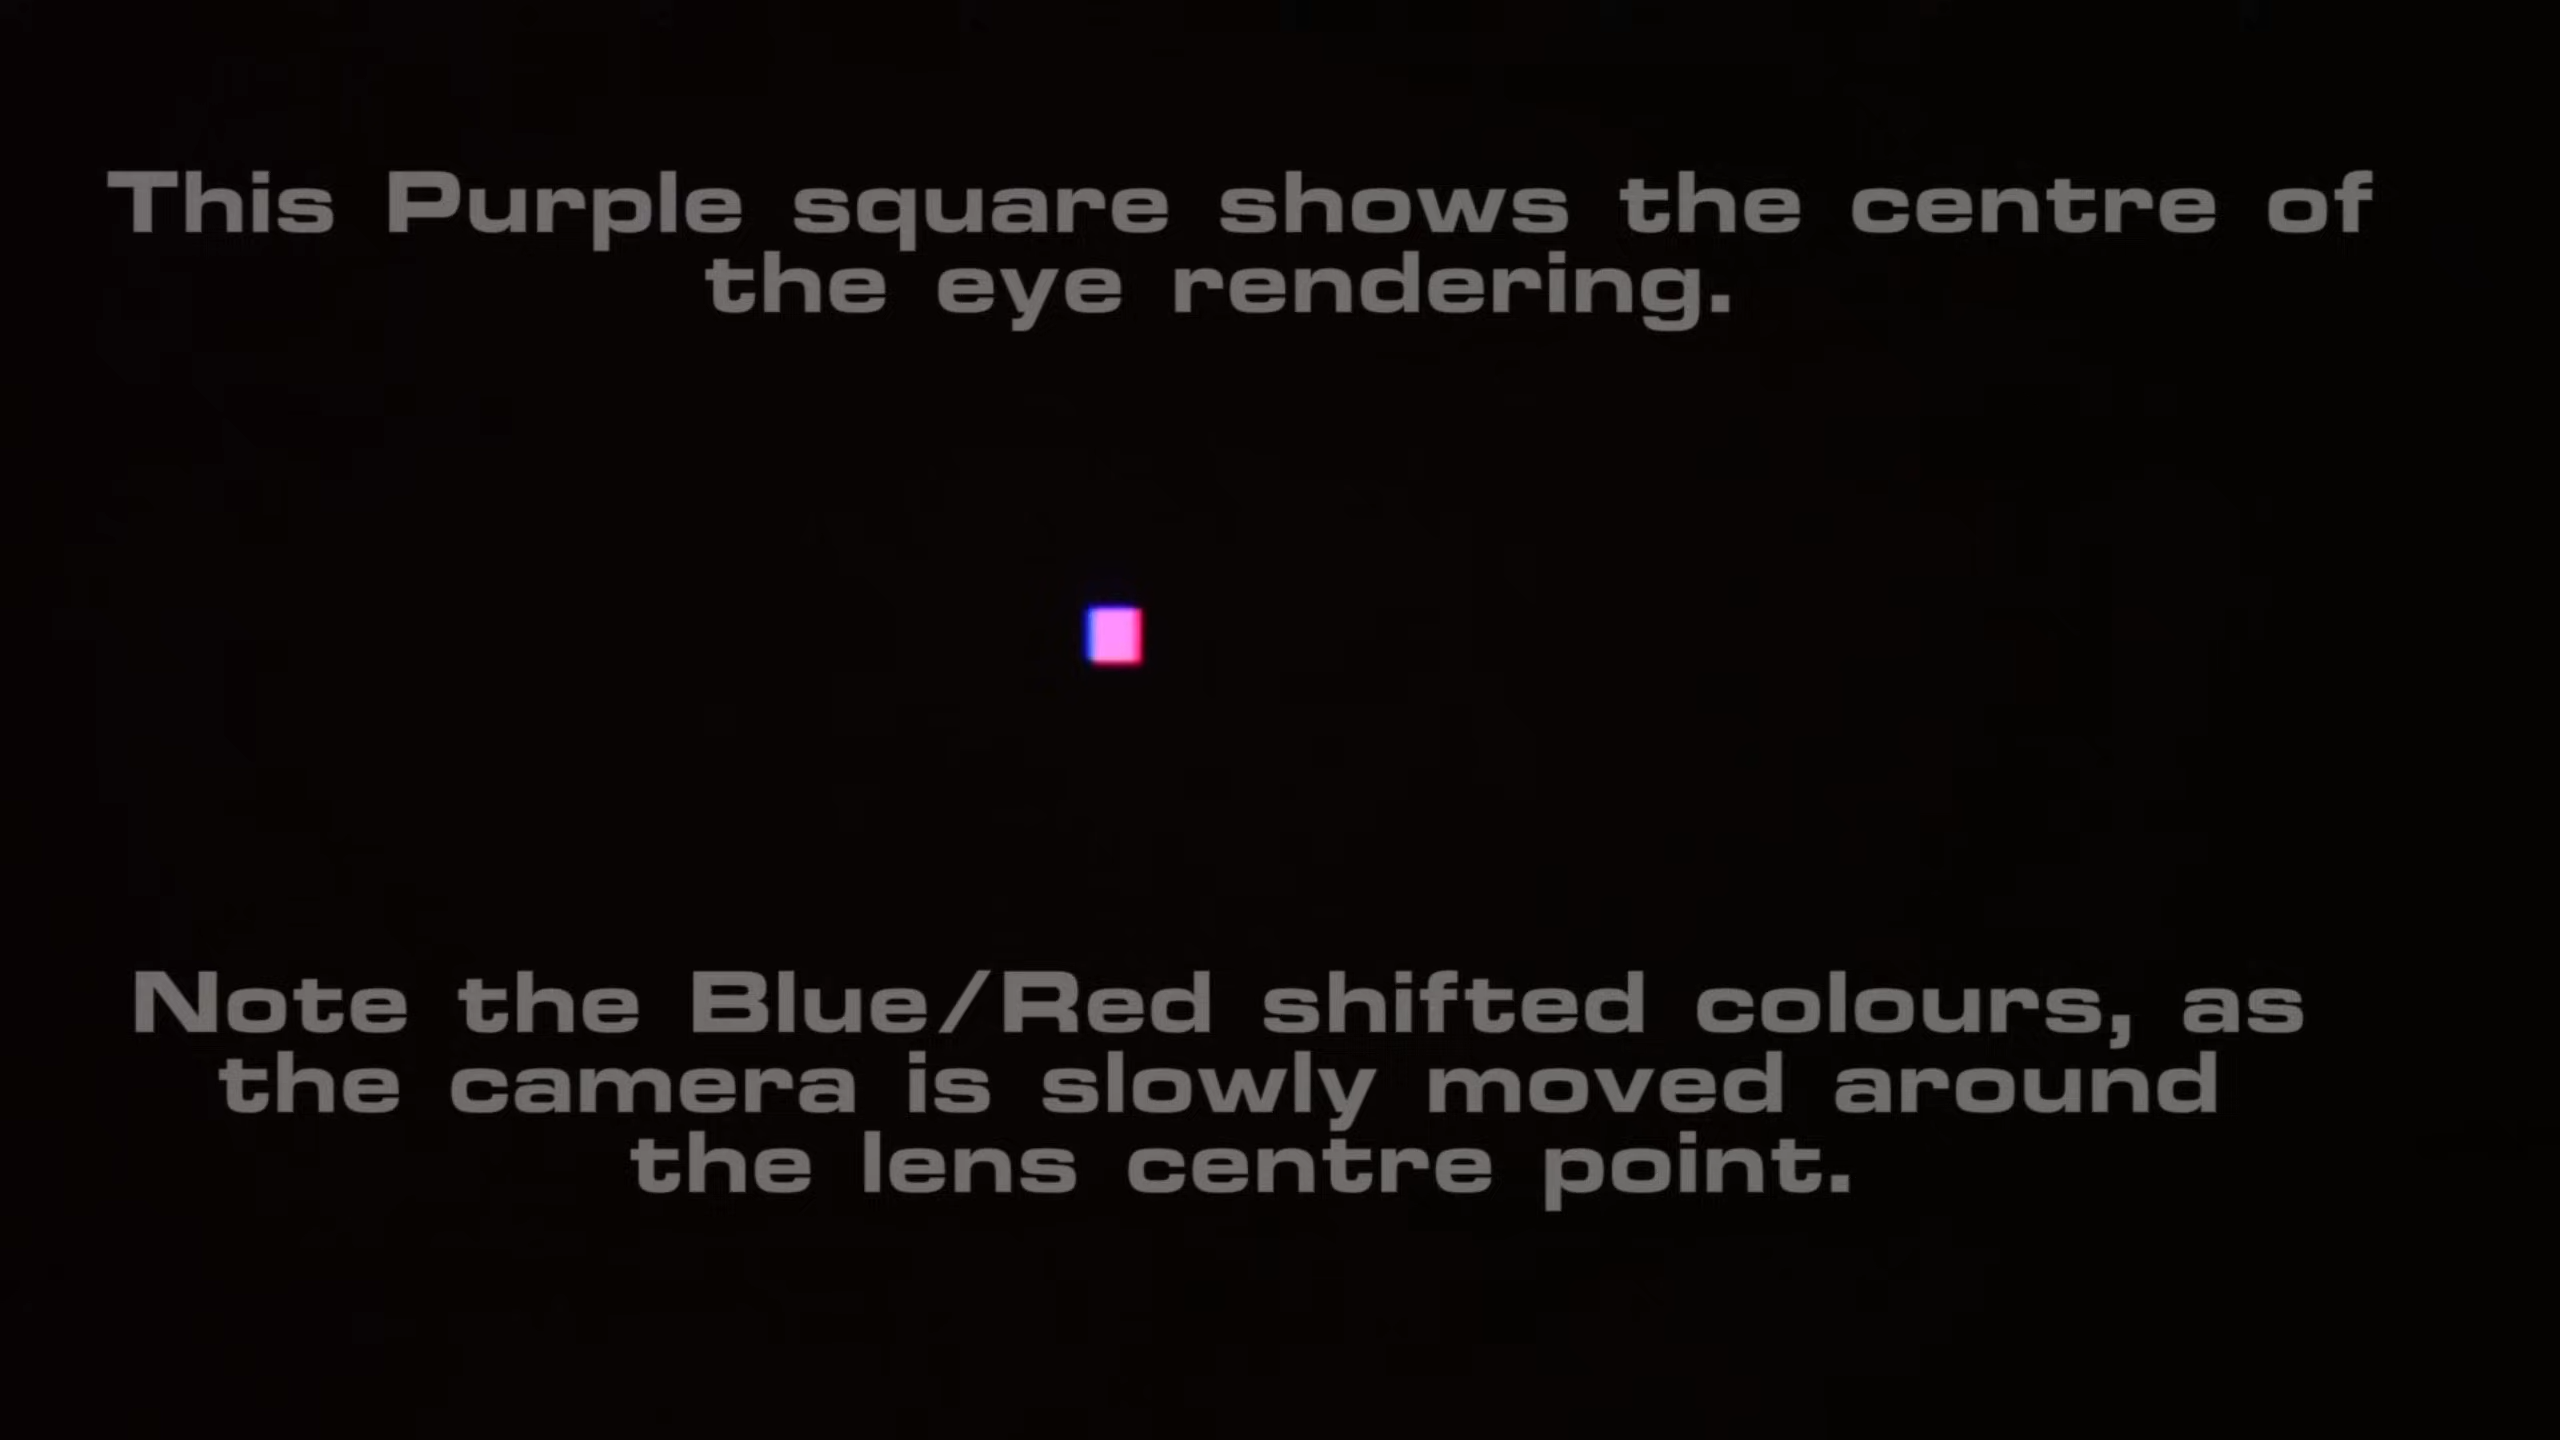 This Purple square shows the centre of
the eye rendering.
Note the Blue/Red shifted colours, as
the camera is slowly moved around
the lens centre point.